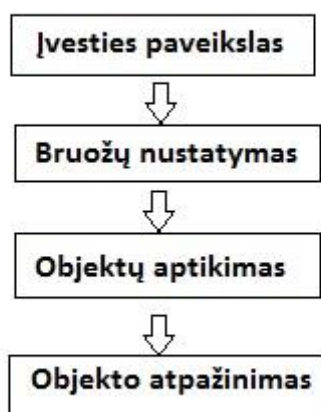 Įvesties paveikslas
Bruožų nustatymas
Objektų aptikimas
Objekto atpažinimas